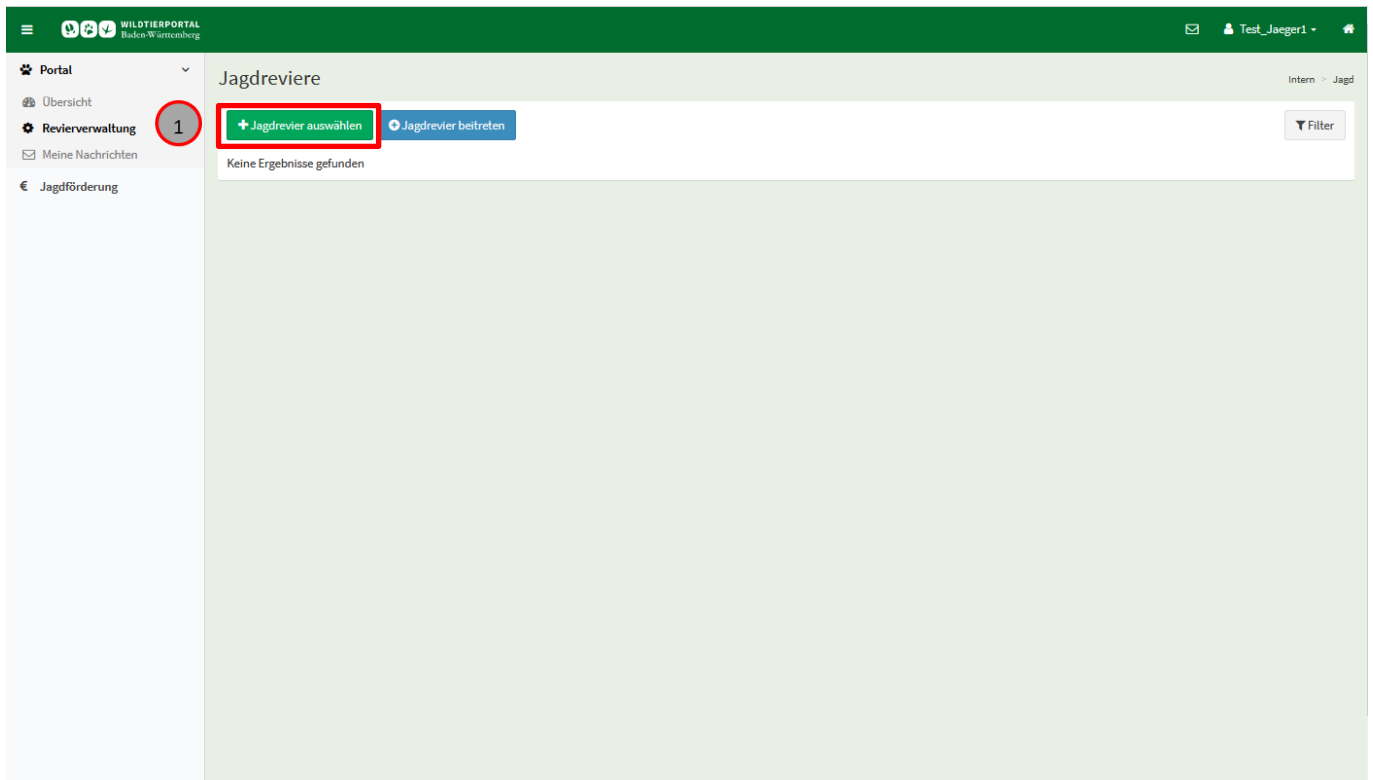 WILDTIERPORTAL
Baden-Württemberg
Test_Jaeger1
Portal
Übersicht
Revierverwaltung
Meine Nachrichten
€ Jagdförderung
1
Jagdreviere
Intern > Jagd
+ Jagdrevier auswählen
Jagdrevier beitreten
Filter
Keine Ergebnisse gefunden